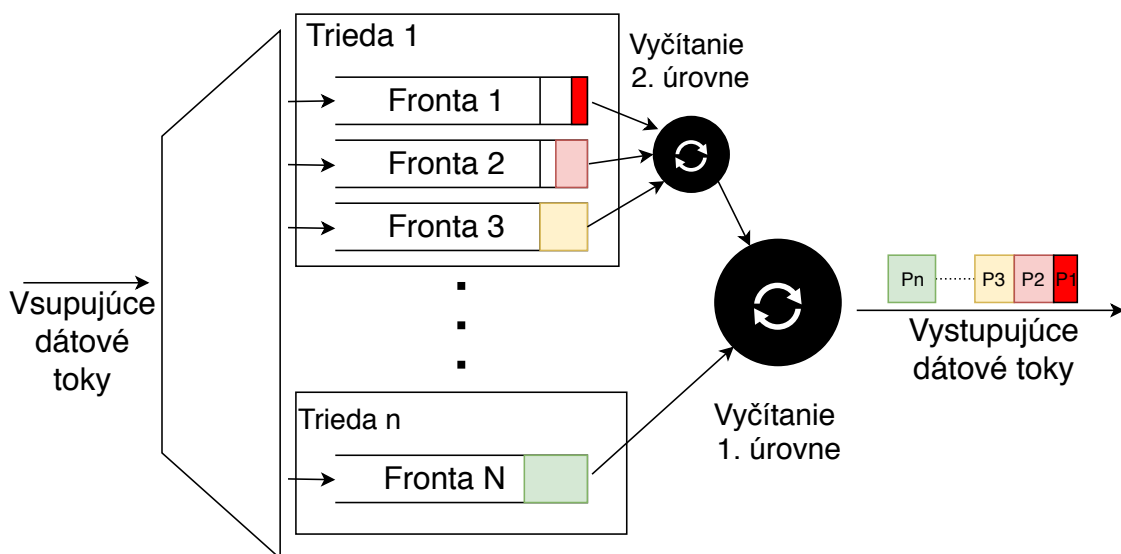 Trieda 1
Fronta 1
Fronta 2
Fronta 3
Vyčítanie
2. úrovne
Vsupujúce
dátové
toky
Pn
P3
P2
P1
Vystupujúce
dátové toky
Trieda n
Fronta N
Vyčítanie
1. úrovne